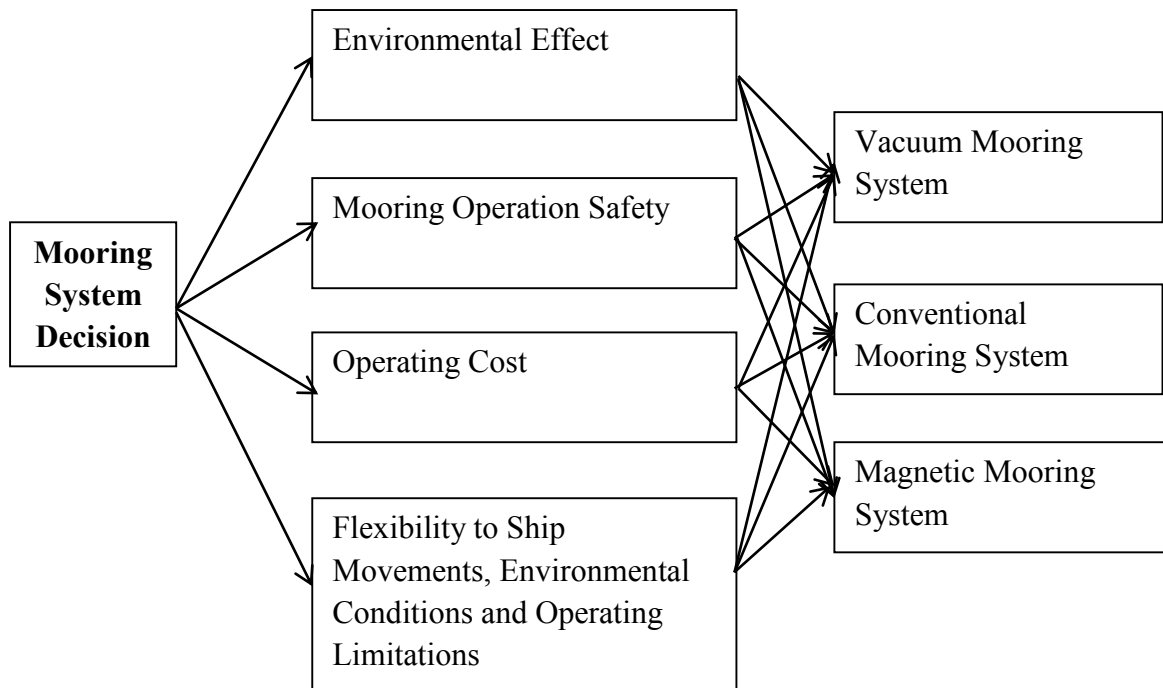 Mooring
System
Decision
Environmental Effect
Mooring Operation Safety
Operating Cost
Flexibility to Ship
Movements, Environmental
Conditions and Operating
Limitations
Vacuum Mooring
System
Conventional
Mooring System
Magnetic Mooring
System